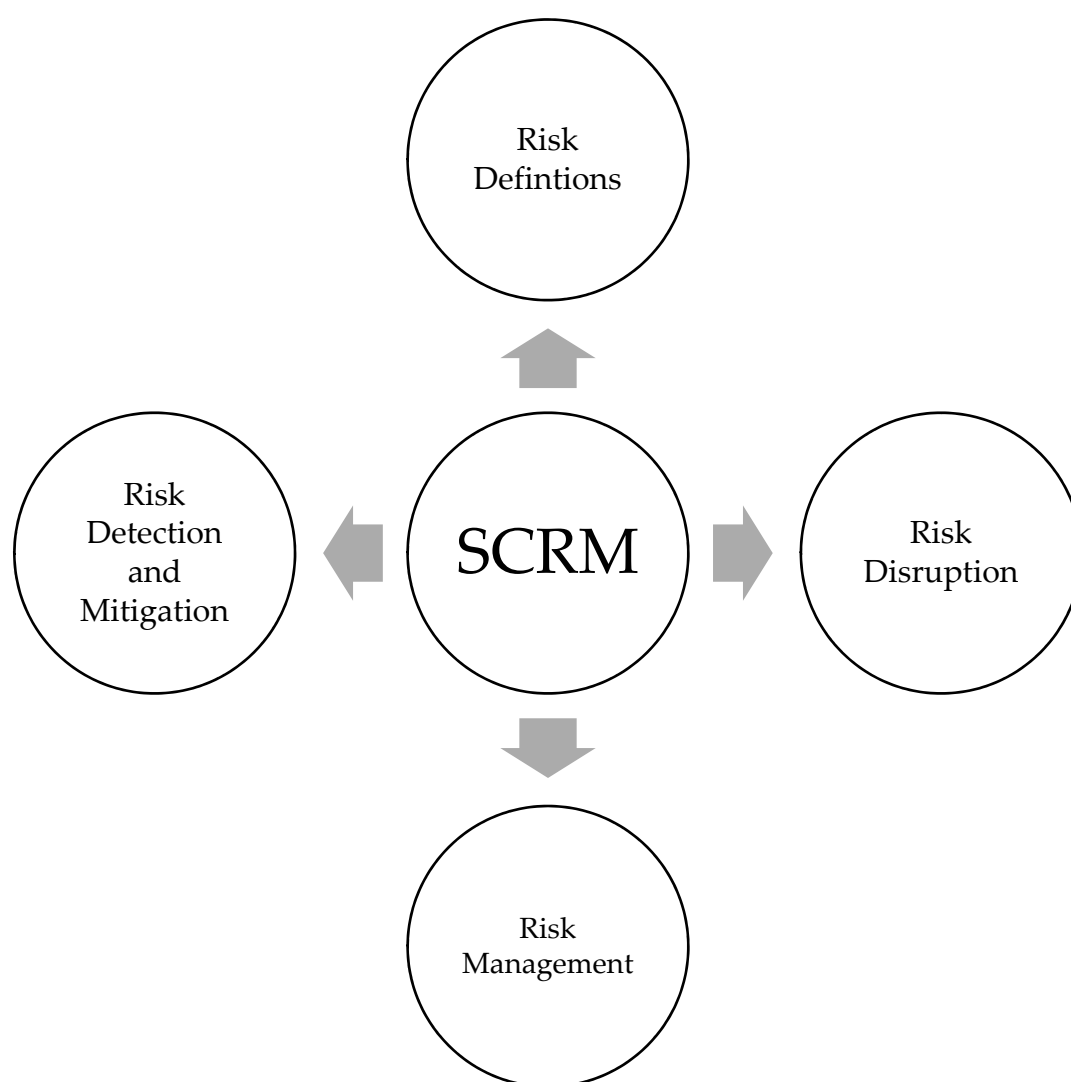 Risk
Defintions
Risk
Detection
and
Mitigation
SCRM
Risk
Disruption
Risk
Management